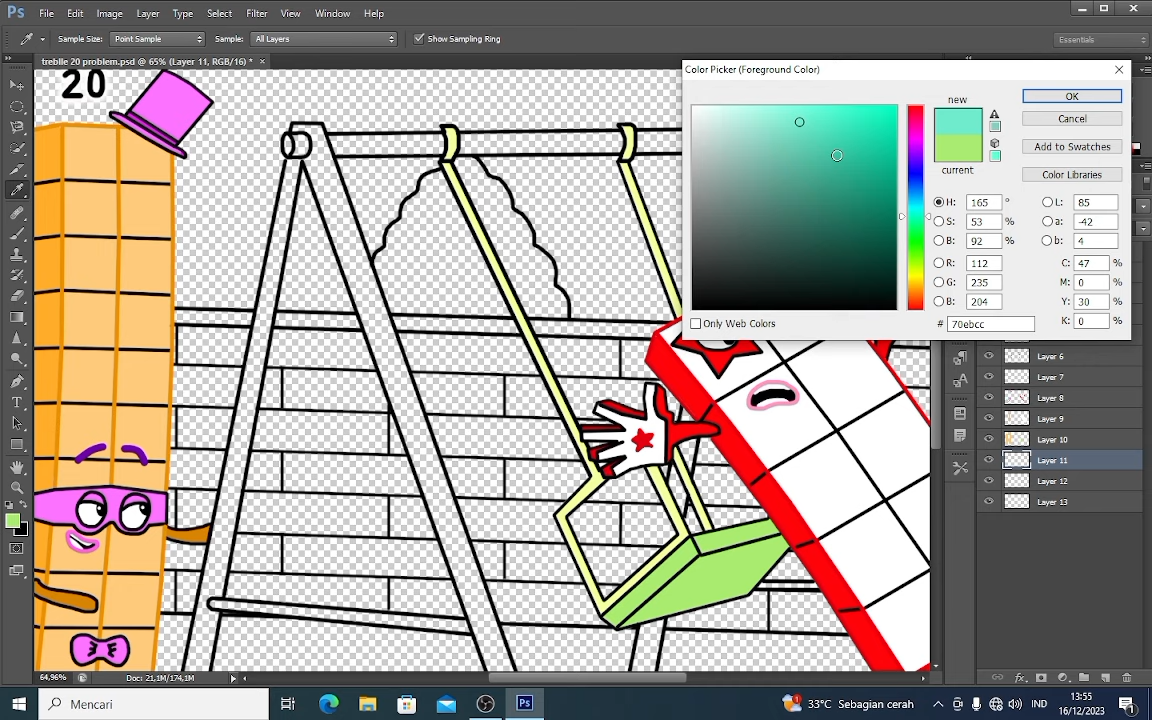 Ps File Edit Image Layer Type Select Filter View Window Help
Sample Size: Point Sample Sample: All Layers Show Sampling Ring Essentials
treblle 20 problem.psd @ 65% (Layer 11, RGB/16) * ×
20
Color Picker (Foreground Color)
new
current
OK
Cancel
Add to Swatches
Color Libraries
H: 165 ° L: 85
S: 53 % a: -42
B: 92 % b: 4
R: 112 C: 47 %
G: 235 M: 0 %
B: 204 Y: 30 %
# 70ebcc K: 0 %
Only Web Colors
Layer 6
Layer 7
Layer 8
Layer 9
Layer 10
Layer 11
Layer 12
Layer 13
64,96% Doc: 21,1M/174,1M
Mencari
Ps
33°C Sebagian cerah
IND
13:55
16/12/2023
1